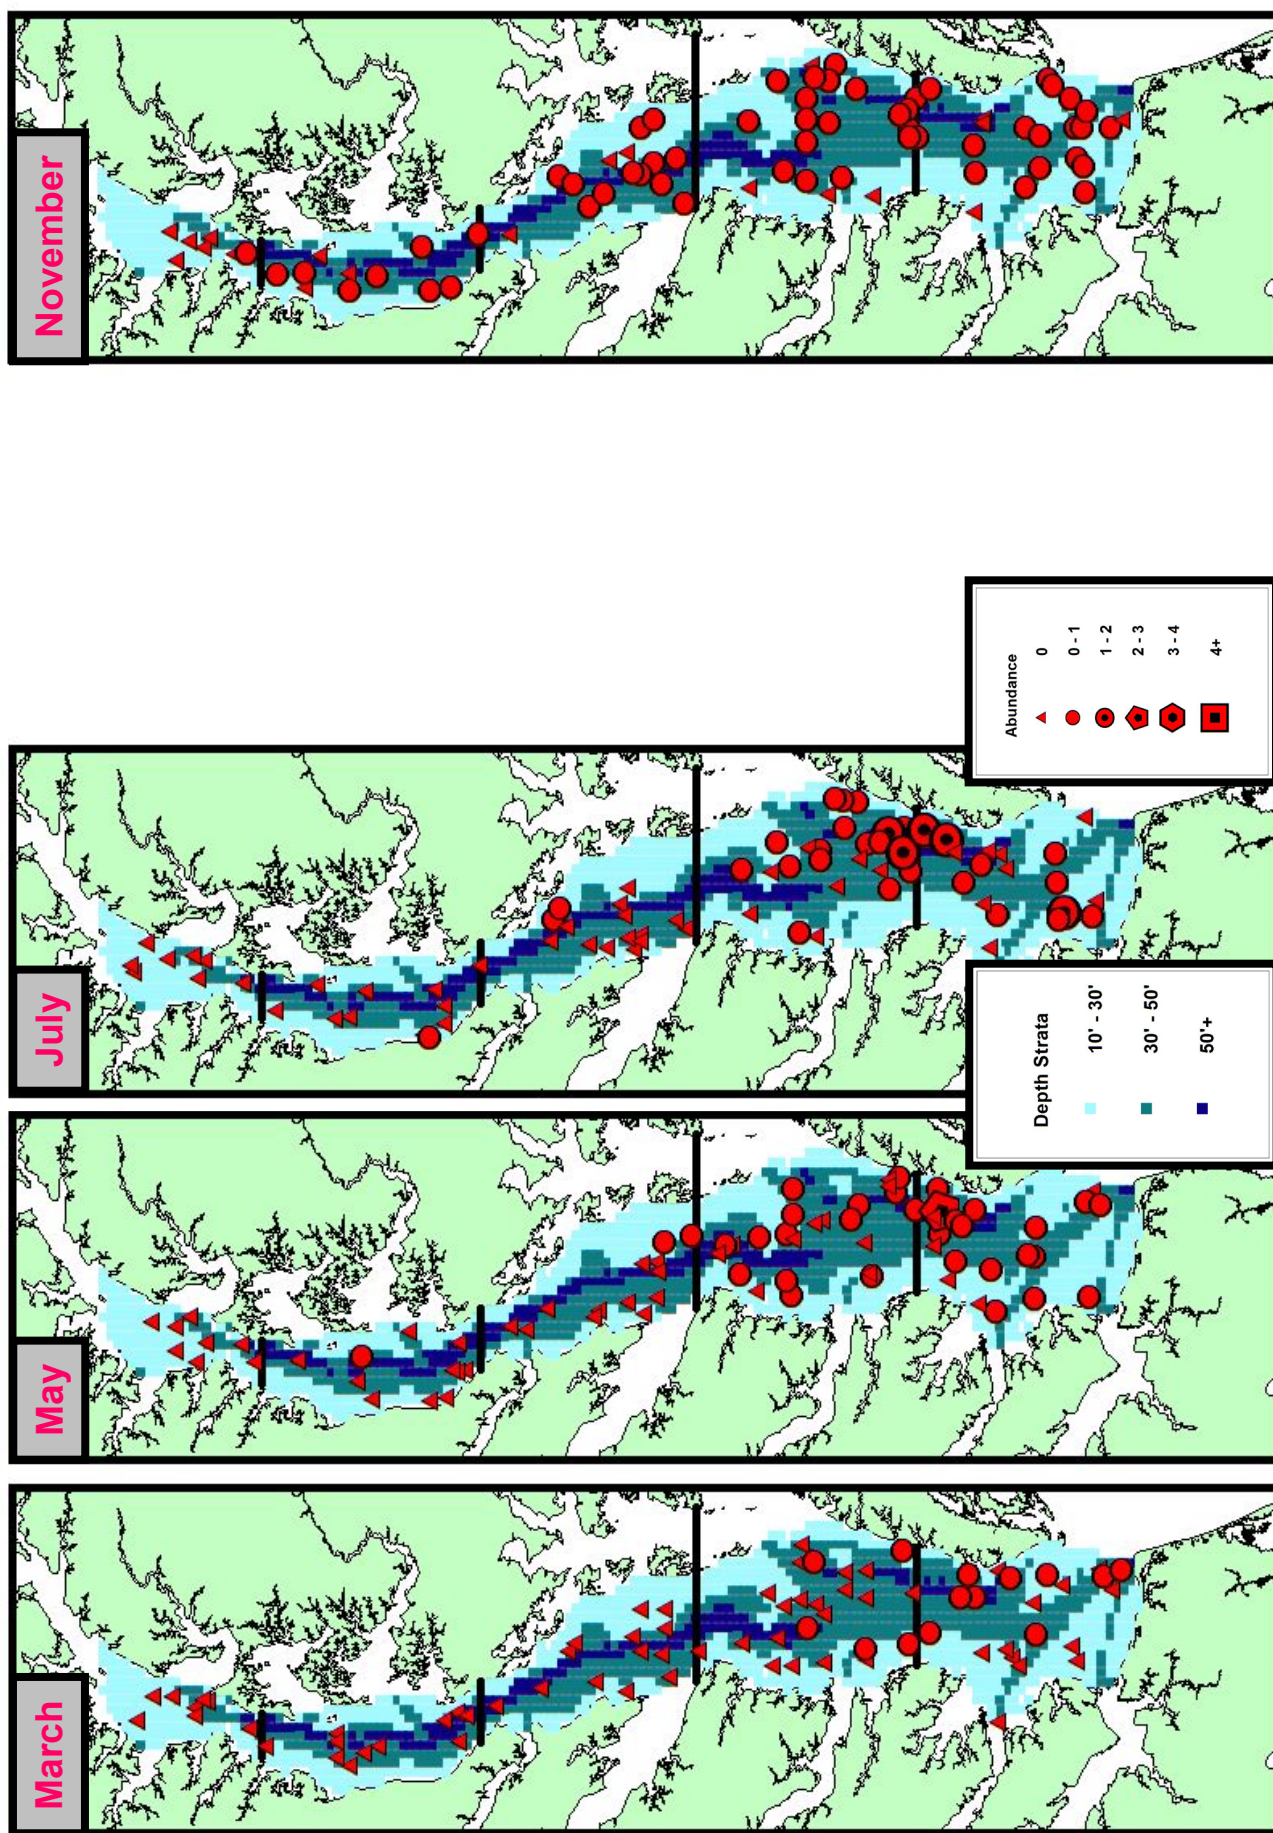 March
May
July
November
Depth Strata
10' - 30'
30' - 50'
50'+
Abundance
0
0 - 1
1 - 2
2 - 3
3 - 4
4+